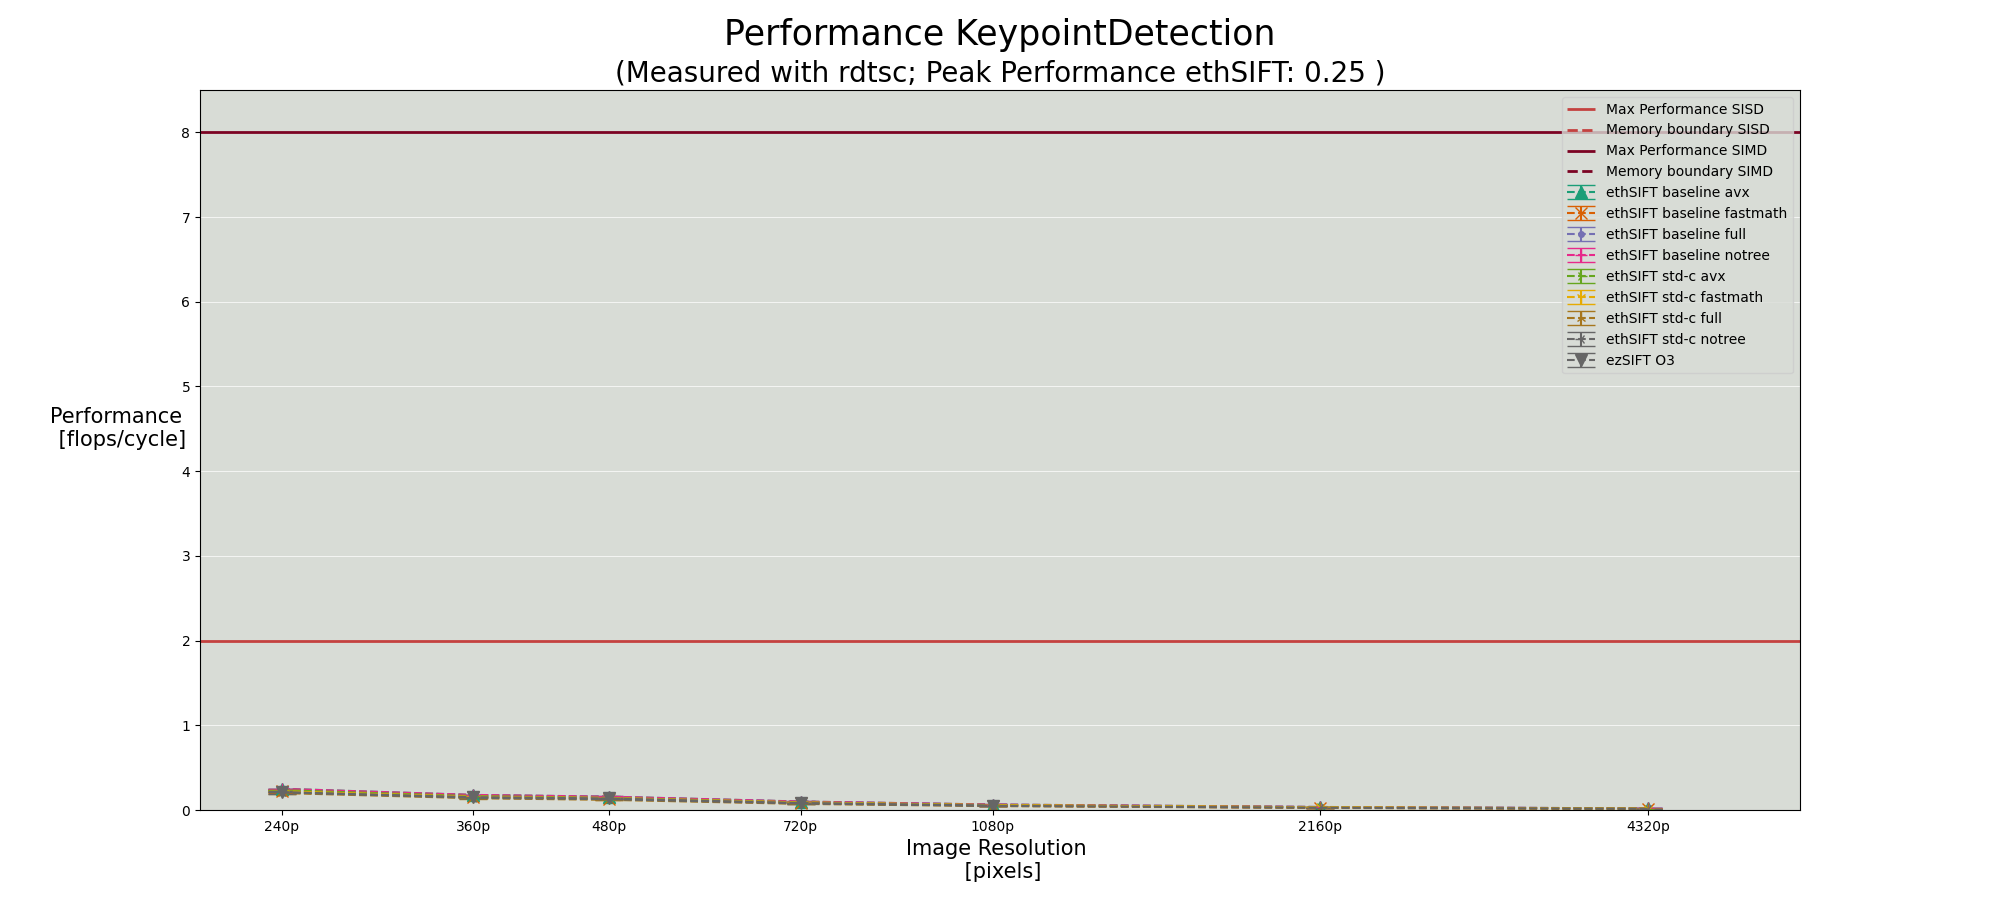 Performance KeypointDetection
(Measured with rdtsc; Peak Performance ethSIFT: 0.25 )
Max Performance SISD
Memory boundary SISD
Max Performance SIMD
Memory boundary SIMD
ethSIFT baseline avx
ethSIFT baseline fastmath
ethSIFT baseline full
ethSIFT baseline notree
ethSIFT std-c avx
ethSIFT std-c fastmath
ethSIFT std-c full
ethSIFT std-c notree
ezSIFT O3
8
7
6
5
4
3
2
1
0
Performance
[flops/cycle]
240p 360p 480p 720p 1080p 2160p 4320p
Image Resolution
[pixels]